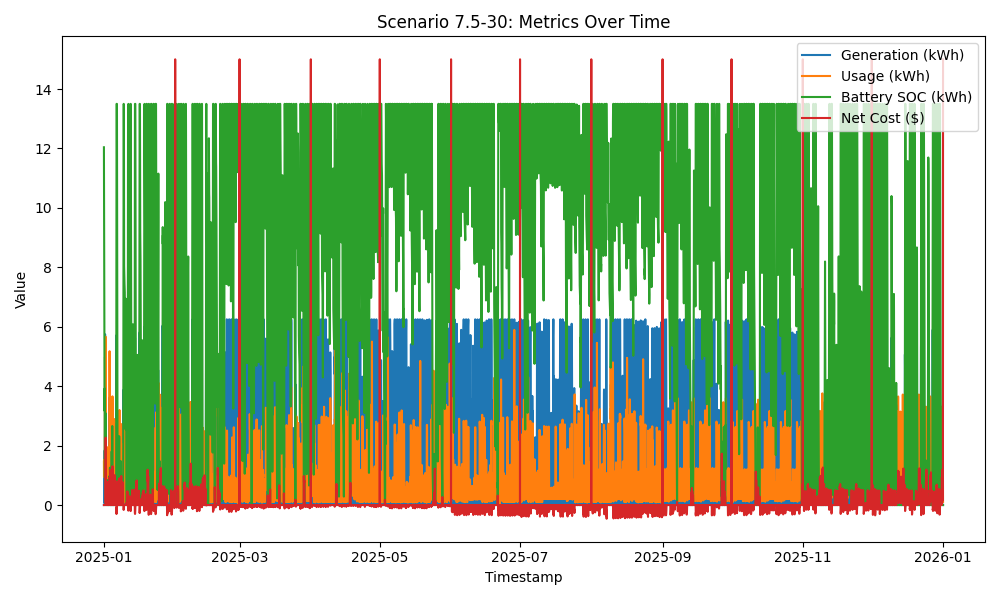 Scenario 7.5-30: Metrics Over Time
Generation (kWh)
Usage (kWh)
Battery SOC (kWh)
Net Cost ($)
Value
14
12
10
8
6
4
2
0
2025-01
2025-03
2025-05
2025-07
2025-09
2025-11
2026-01
Timestamp